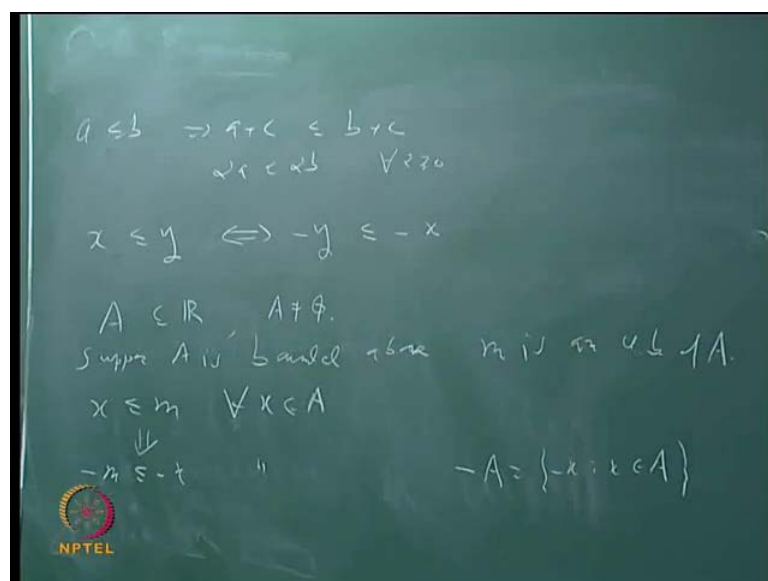 a ≤ b ⇒ a+c ≤ b+c
αa ≤ αb ∀ α ≥ 0
x ≤ y ⇔ -y ≤ -x
A ⊆ ℝ, A ≠ φ.
Suppose A is bounded above m is an u.b. of A.
x ≤ m ∀ x ∈ A
⇓
-m ≤ -x " -A = {-x : x ∈ A}
NPTEL